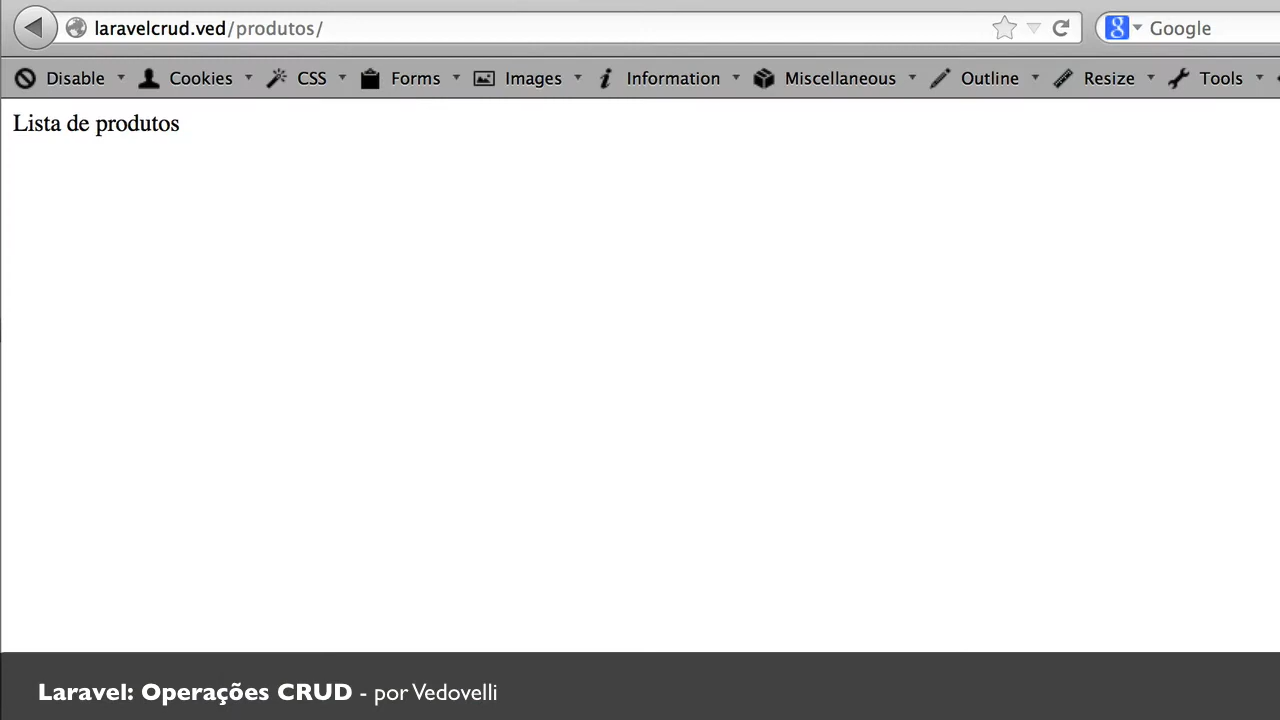 laravelcrud.ved/produtos/ Google
Disable Cookies CSS Forms Images Information Miscellaneous Outline Resize Tools
Lista de produtos
Laravel: Operações CRUD - por Vedovelli